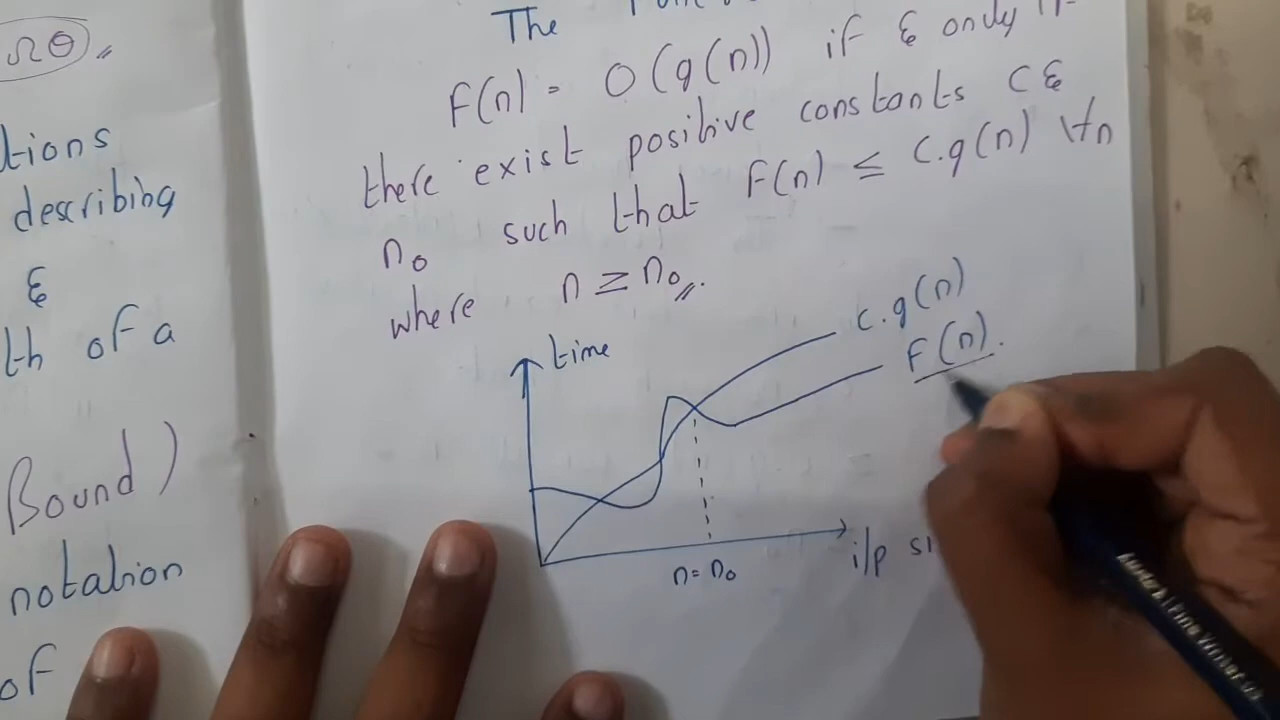 ΩΘ
tions
describing
&
th of a
Bound)
notation
of
The
F(n) = O(g(n)) if & only if
there exist positive constants C &
n₀ such that F(n) ≤ C.g(n) ∀n
where n ≥ n₀
time
C.g(n)
F(n).
n = n₀
i/p